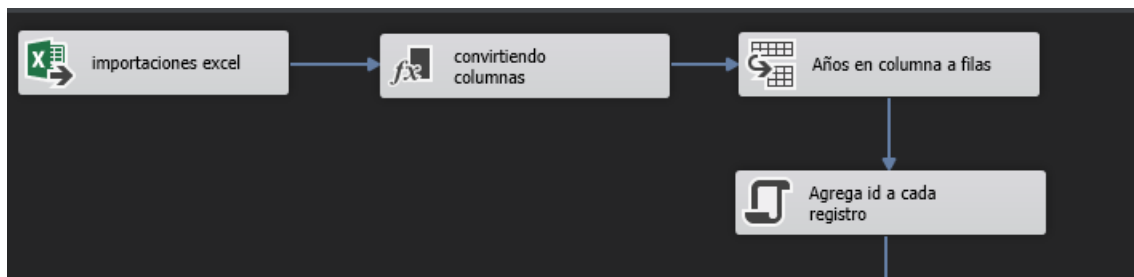 importaciones excel
convirtiendo
columnas
Años en columna a filas
Agrega id a cada
registro